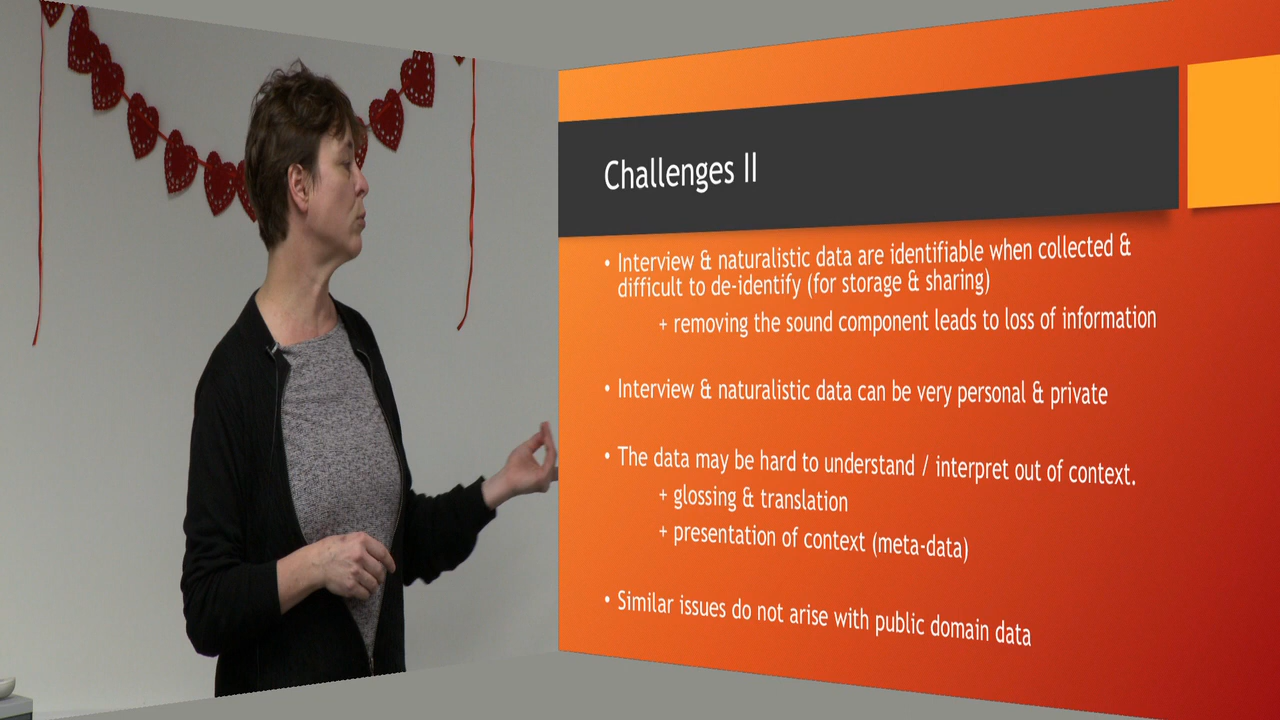 Challenges II
• Interview & naturalistic data are identifiable when collected &
difficult to de-identify (for storage & sharing)
+ removing the sound component leads to loss of information
• Interview & naturalistic data can be very personal & private
• The data may be hard to understand / interpret out of context.
+ glossing & translation
+ presentation of context (meta-data)
• Similar issues do not arise with public domain data